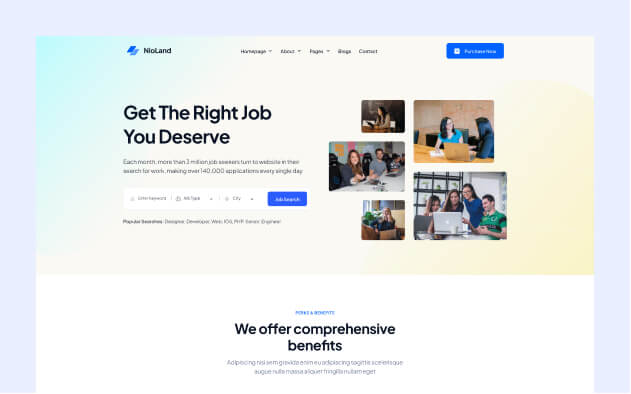 NioLand
Homepage About Pages Blogs Contact
Purchase Now
Get The Right Job
You Deserve
Each month, more than 3 million job seekers turn to website in their
search for work, making over 140,000 applications every single day
Enter Keyword Job Type City Job Search
Popular Searches: Designer, Developer, Web, IOS, PHP Senior Engineer
PERKS & BENEFITS
We offer comprehensive
benefits
Adipiscing nisl sem gravida enim eu adipiscing sagittis scelerisque
augue nulla massa aliquet fringilla nullam eget